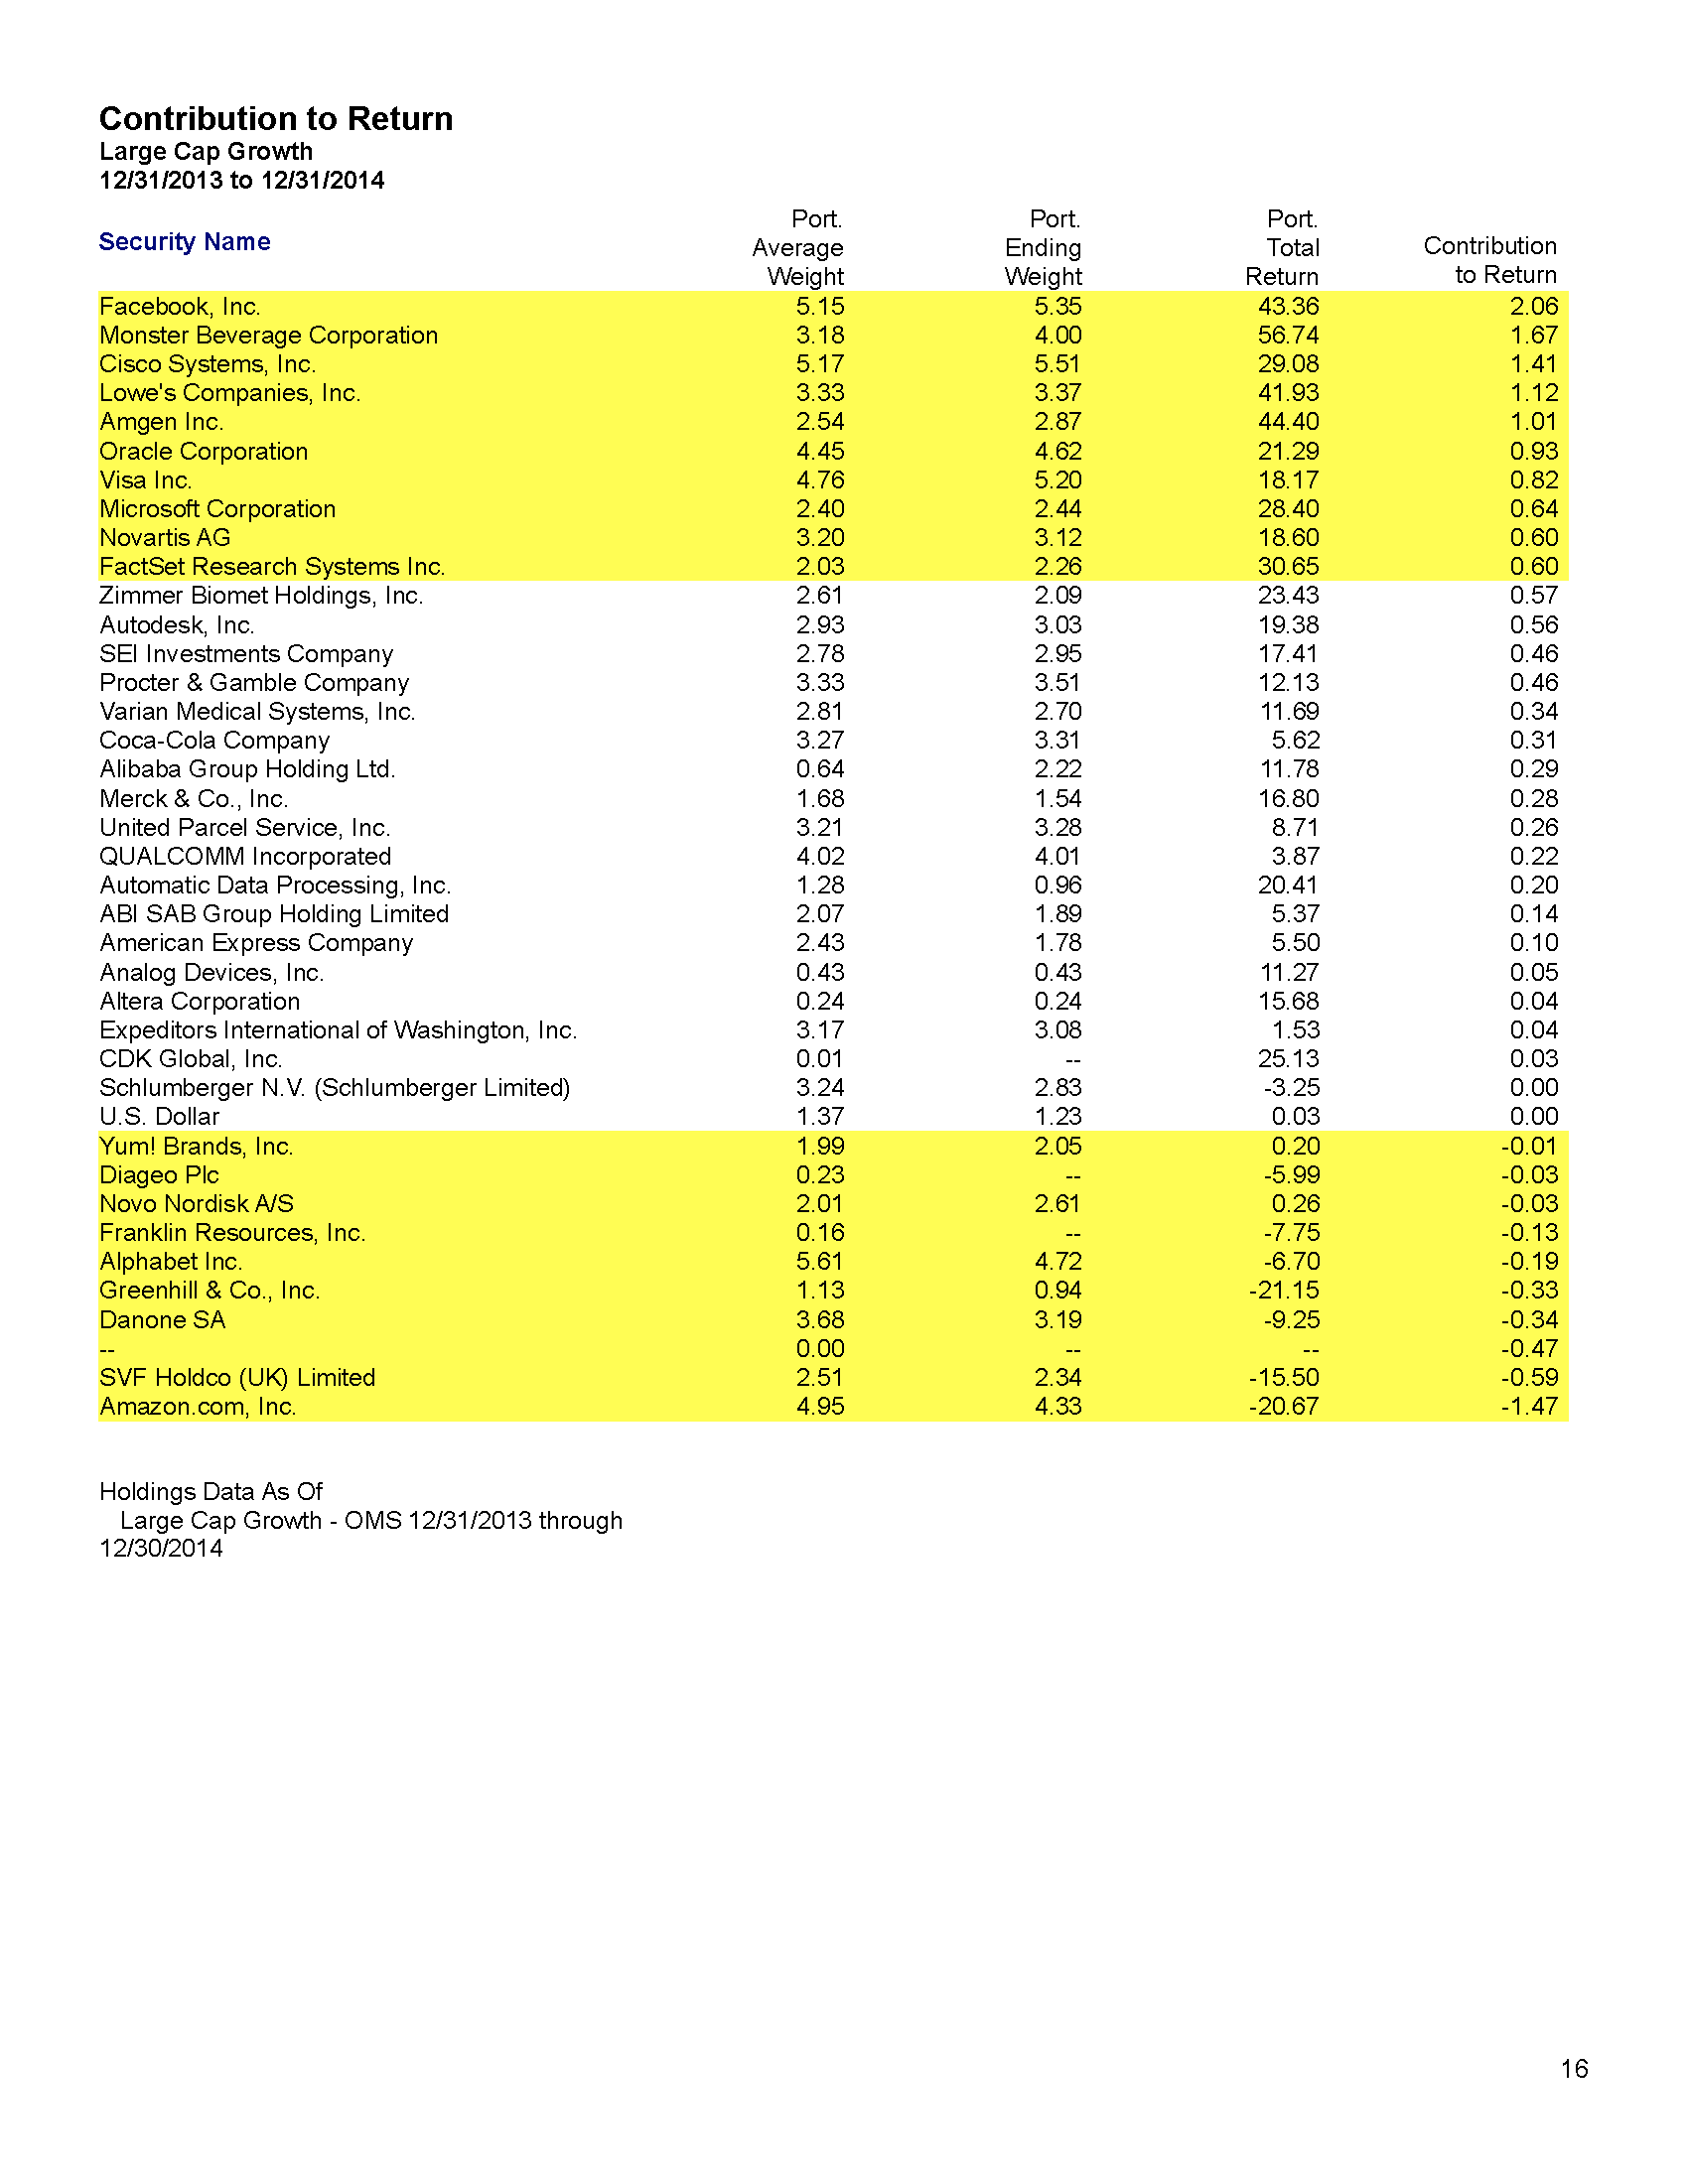 Contribution to Return
Large Cap Growth
12/31/2013 to 12/31/2014
Port. Port. Port.
Security Name Average Ending Total Contribution
Weight Weight Return to Return
Facebook, Inc. 5.15 5.35 43.36 2.06
Monster Beverage Corporation 3.18 4.00 56.74 1.67
Cisco Systems, Inc. 5.17 5.51 29.08 1.41
Lowe's Companies, Inc. 3.33 3.37 41.93 1.12
Amgen Inc. 2.54 2.87 44.40 1.01
Oracle Corporation 4.45 4.62 21.29 0.93
Visa Inc. 4.76 5.20 18.17 0.82
Microsoft Corporation 2.40 2.44 28.40 0.64
Novartis AG 3.20 3.12 18.60 0.60
FactSet Research Systems Inc. 2.03 2.26 30.65 0.60
Zimmer Biomet Holdings, Inc. 2.61 2.09 23.43 0.57
Autodesk, Inc. 2.93 3.03 19.38 0.56
SEI Investments Company 2.78 2.95 17.41 0.46
Procter & Gamble Company 3.33 3.51 12.13 0.46
Varian Medical Systems, Inc. 2.81 2.70 11.69 0.34
Coca-Cola Company 3.27 3.31 5.62 0.31
Alibaba Group Holding Ltd. 0.64 2.22 11.78 0.29
Merck & Co., Inc. 1.68 1.54 16.80 0.28
United Parcel Service, Inc. 3.21 3.28 8.71 0.26
QUALCOMM Incorporated 4.02 4.01 3.87 0.22
Automatic Data Processing, Inc. 1.28 0.96 20.41 0.20
ABI SAB Group Holding Limited 2.07 1.89 5.37 0.14
American Express Company 2.43 1.78 5.50 0.10
Analog Devices, Inc. 0.43 0.43 11.27 0.05
Altera Corporation 0.24 0.24 15.68 0.04
Expeditors International of Washington, Inc. 3.17 3.08 1.53 0.04
CDK Global, Inc. 0.01 -- 25.13 0.03
Schlumberger N.V. (Schlumberger Limited) 3.24 2.83 -3.25 0.00
U.S. Dollar 1.37 1.23 0.03 0.00
Yum! Brands, Inc. 1.99 2.05 0.20 -0.01
Diageo Plc 0.23 -- -5.99 -0.03
Novo Nordisk A/S 2.01 2.61 0.26 -0.03
Franklin Resources, Inc. 0.16 -- -7.75 -0.13
Alphabet Inc. 5.61 4.72 -6.70 -0.19
Greenhill & Co., Inc. 1.13 0.94 -21.15 -0.33
Danone SA 3.68 3.19 -9.25 -0.34
-- 0.00 -- -- -0.47
SVF Holdco (UK) Limited 2.51 2.34 -15.50 -0.59
Amazon.com, Inc. 4.95 4.33 -20.67 -1.47
Holdings Data As Of
Large Cap Growth - OMS 12/31/2013 through
12/30/2014
16